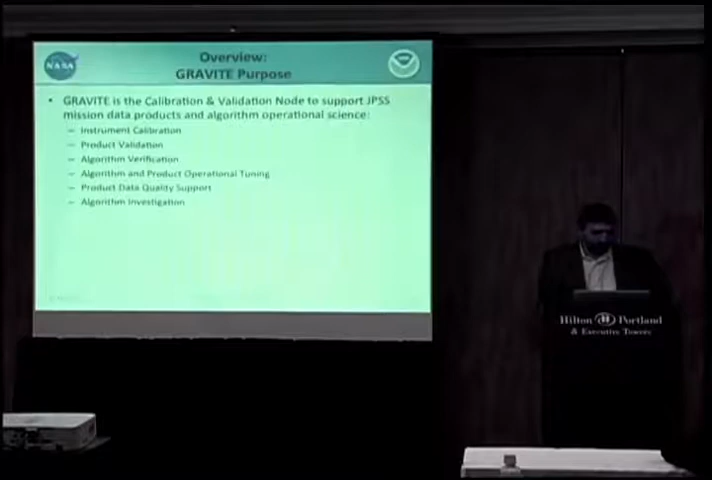 NASA
Overview:
GRAVITE Purpose
• GRAVITE is the Calibration & Validation Node to support JPSS
mission data products and algorithm operational science:
– Instrument Calibration
– Product Validation
– Algorithm Verification
– Algorithm and Product Operational Tuning
– Product Data Quality Support
– Algorithm Investigation
Hilton Portland
& Executive Towers